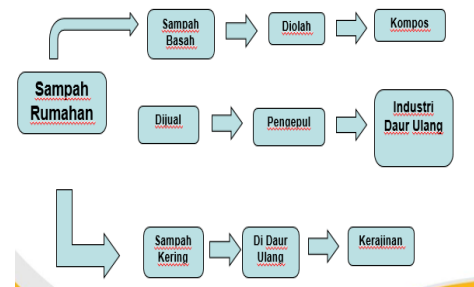 Sampah
Basah
Diolah
Kompos
Sampah
Rumahan
Dijual
Pengepul
Industri
Daur Ulang
Sampah
Kering
Di Daur
Ulang
Kerajinan